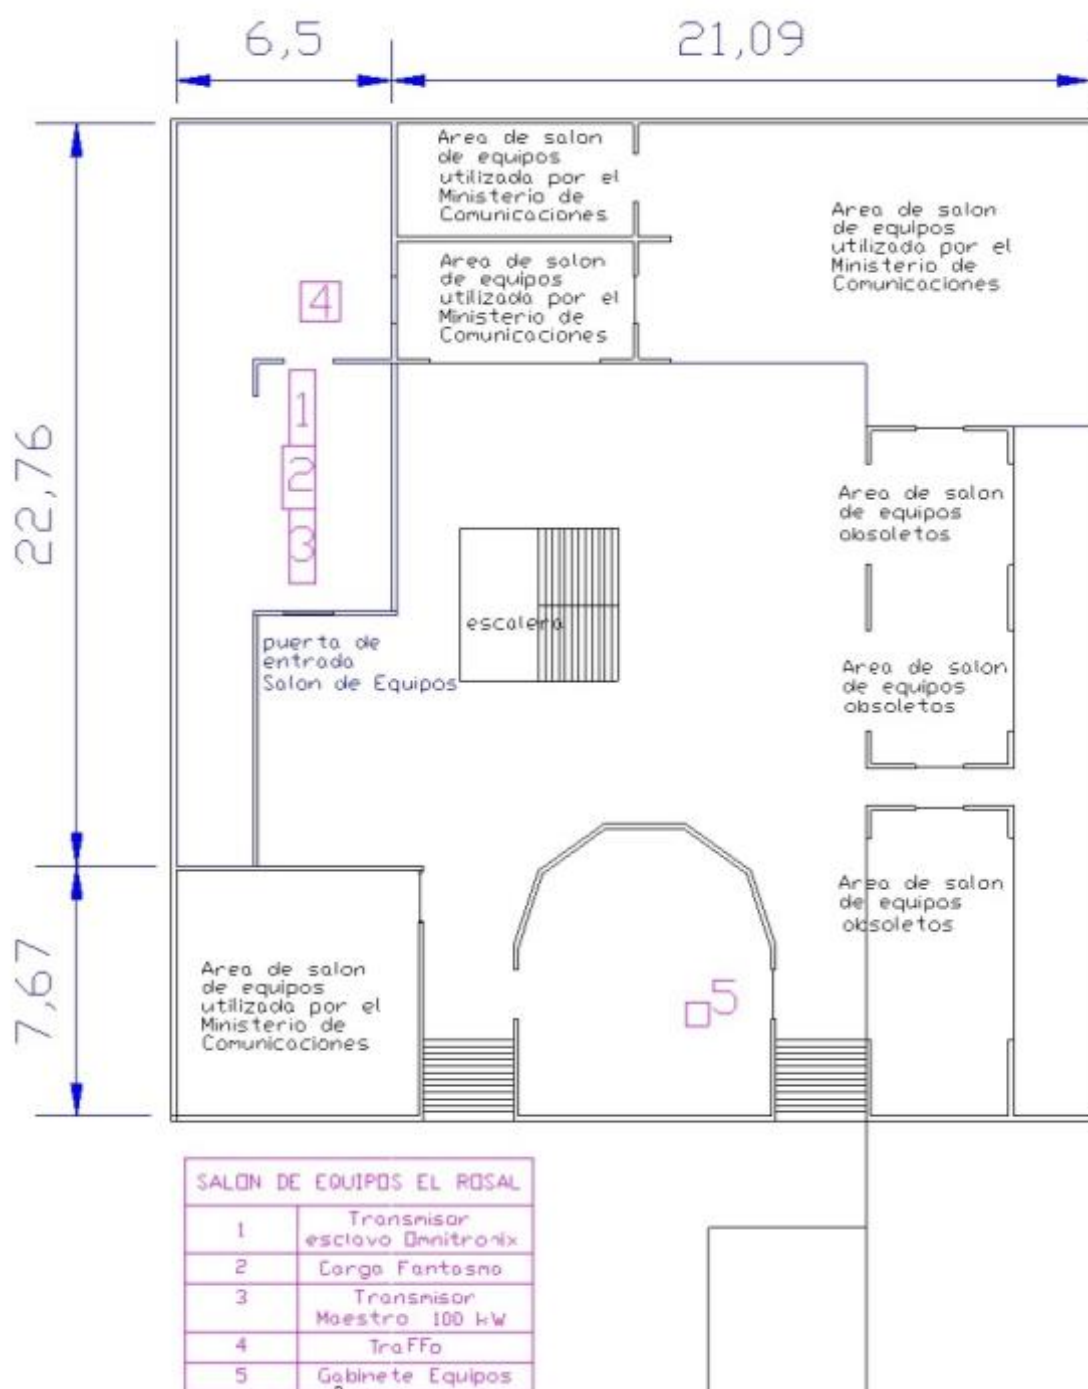 6,5
21,09
22,76
7,67
Area de salon
de equipos
utilizada por el
Ministerio de
Comunicaciones
Area de salon
de equipos
utilizada por el
Ministerio de
Comunicaciones
Area de salon
de equipos
utilizada por el
Ministerio de
Comunicaciones
4
1
2
3
Area de salon
de equipos
obsoletos
escalera
puerta de
entrada
Salon de Equipos
Area de salon
de equipos
obsoletos
Area de salon
de equipos
obsoletos
Area de salon
de equipos
utilizada por el
Ministerio de
Comunicaciones
5
SALON DE EQUIPOS EL ROSAL
1 Transmisor
esclavo Omnitronix
2 Carga Fantasma
3 Transmisor
Maestro 100 kW
4 TraFFo
5 Gabinete Equipos